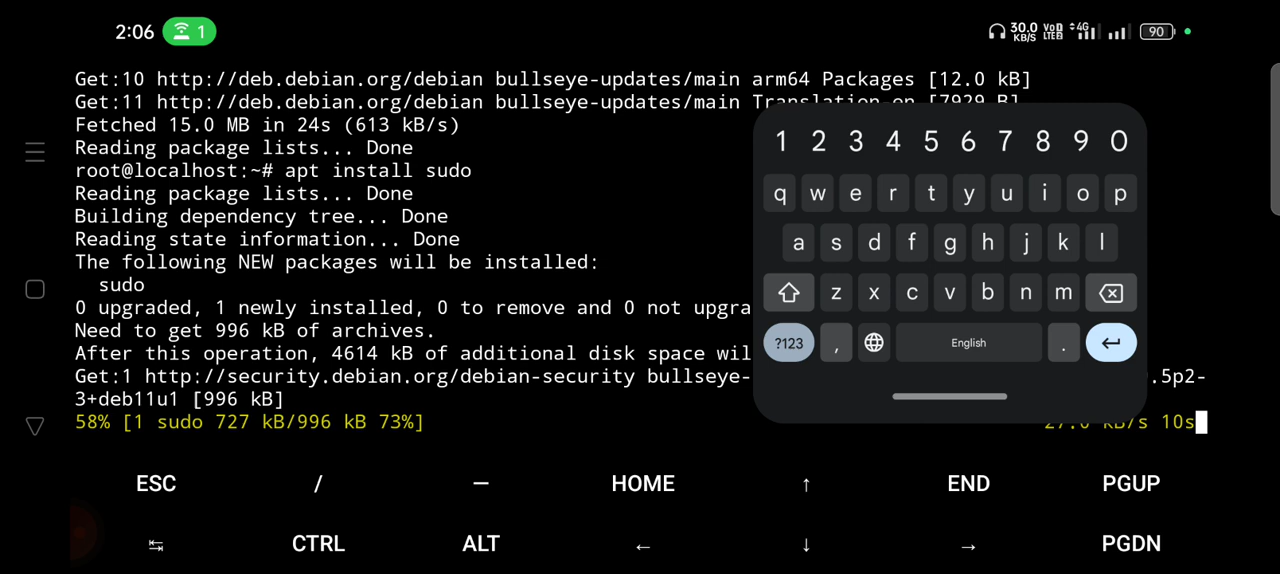 2:06 1 30.0 KB/S VoD LTE 4G 90
Get:10 http://deb.debian.org/debian bullseye-updates/main arm64 Packages [12.0 kB]
Get:11 http://deb.debian.org/debian bullseye-updates/main Translation-en [7929 B]
Fetched 15.0 MB in 24s (613 kB/s)
Reading package lists... Done
root@localhost:~# apt install sudo
Reading package lists... Done
Building dependency tree... Done
Reading state information... Done
The following NEW packages will be installed:
sudo
0 upgraded, 1 newly installed, 0 to remove and 0 not upgra
Need to get 996 kB of archives.
After this operation, 4614 kB of additional disk space wil
Get:1 http://security.debian.org/debian-security bullseye- .5p2-
3+deb11u1 [996 kB]
58% [1 sudo 727 kB/996 kB 73%] kB/s 10s
1 2 3 4 5 6 7 8 9 0
q w e r t y u i o p
a s d f g h j k l
z x c v b n m
?123 , English .
ESC / — HOME ↑ END PGUP
↹ CTRL ALT ← ↓ → PGDN